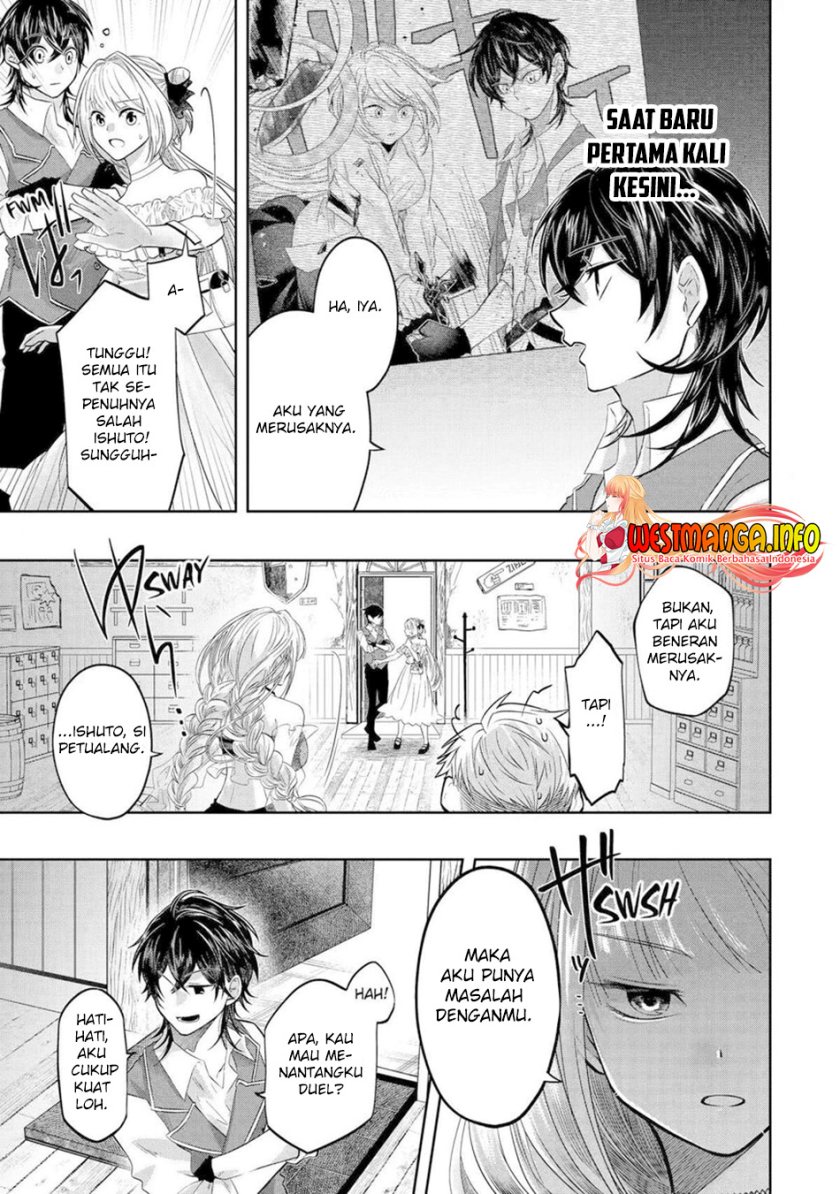 SAAT BARU
PERTAMA KALI
KESINI...
HA, IYA.
AKU YANG
MERUSAKNYA.
FWM
A-
TUNGGU!
SEMUA ITU
TAK SE-
PENUHNYA
SALAH
ISHUTO!
SUNGGUH-
WESTMANGA.INFO
Situs Baca Komik Berbahasa Indonesia
BUKAN,
TAPI AKU
BENERAN
MERUSAK-
NYA.
TAPI
...!
SWAY
...ISHUTO, SI
PETUALANG.
SWSH
MAKA
AKU PUNYA
MASALAH
DENGANMU.
HAH!
APA, KAU
MAU ME-
NANTANGKU
DUEL?
HATI-
HATI,
AKU
CUKUP
KUAT
LOH.